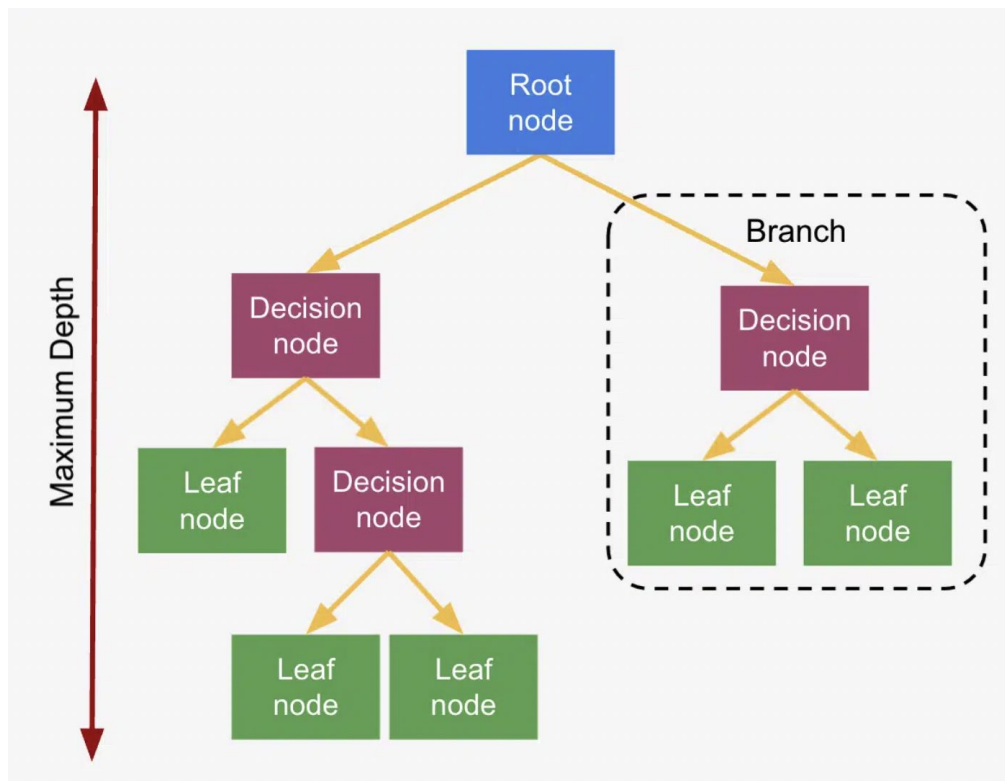 Root
node
Branch
Maximum Depth
Decision
node
Decision
node
Leaf
node
Decision
node
Leaf
node
Leaf
node
Leaf
node
Leaf
node